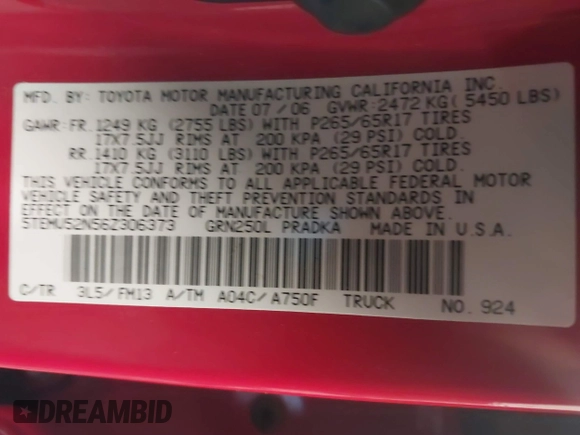 MFD. BY: TOYOTA MOTOR MANUFACTURING CALIFORNIA INC.
DATE 07 / 06 GVWR:2472 KG( 5450 LBS)
GAWR:FR.1249 KG (2755 LBS) WITH P265/65R17 TIRES
17X7.5JJ RIMS AT 200 KPA (29 PSI) COLD.
RR.1410 KG (3110 LBS) WITH P265/65R17 TIRES
17X7.5JJ RIMS AT 200 KPA (29 PSI) COLD.
THIS VEHICLE CONFORMS TO ALL APPLICABLE FEDERAL MOTOR
VEHICLE SAFETY AND THEFT PREVENTION STANDARDS IN
EFFECT ON THE DATE OF MANUFACTURE SHOWN ABOVE.
5TEMU52N56Z306373 GRN250L PRADKA MADE IN U.S.A.
C/TR 3L5/FM13 A/TM A04C/A750F TRUCK NO. 924
DREAMBID